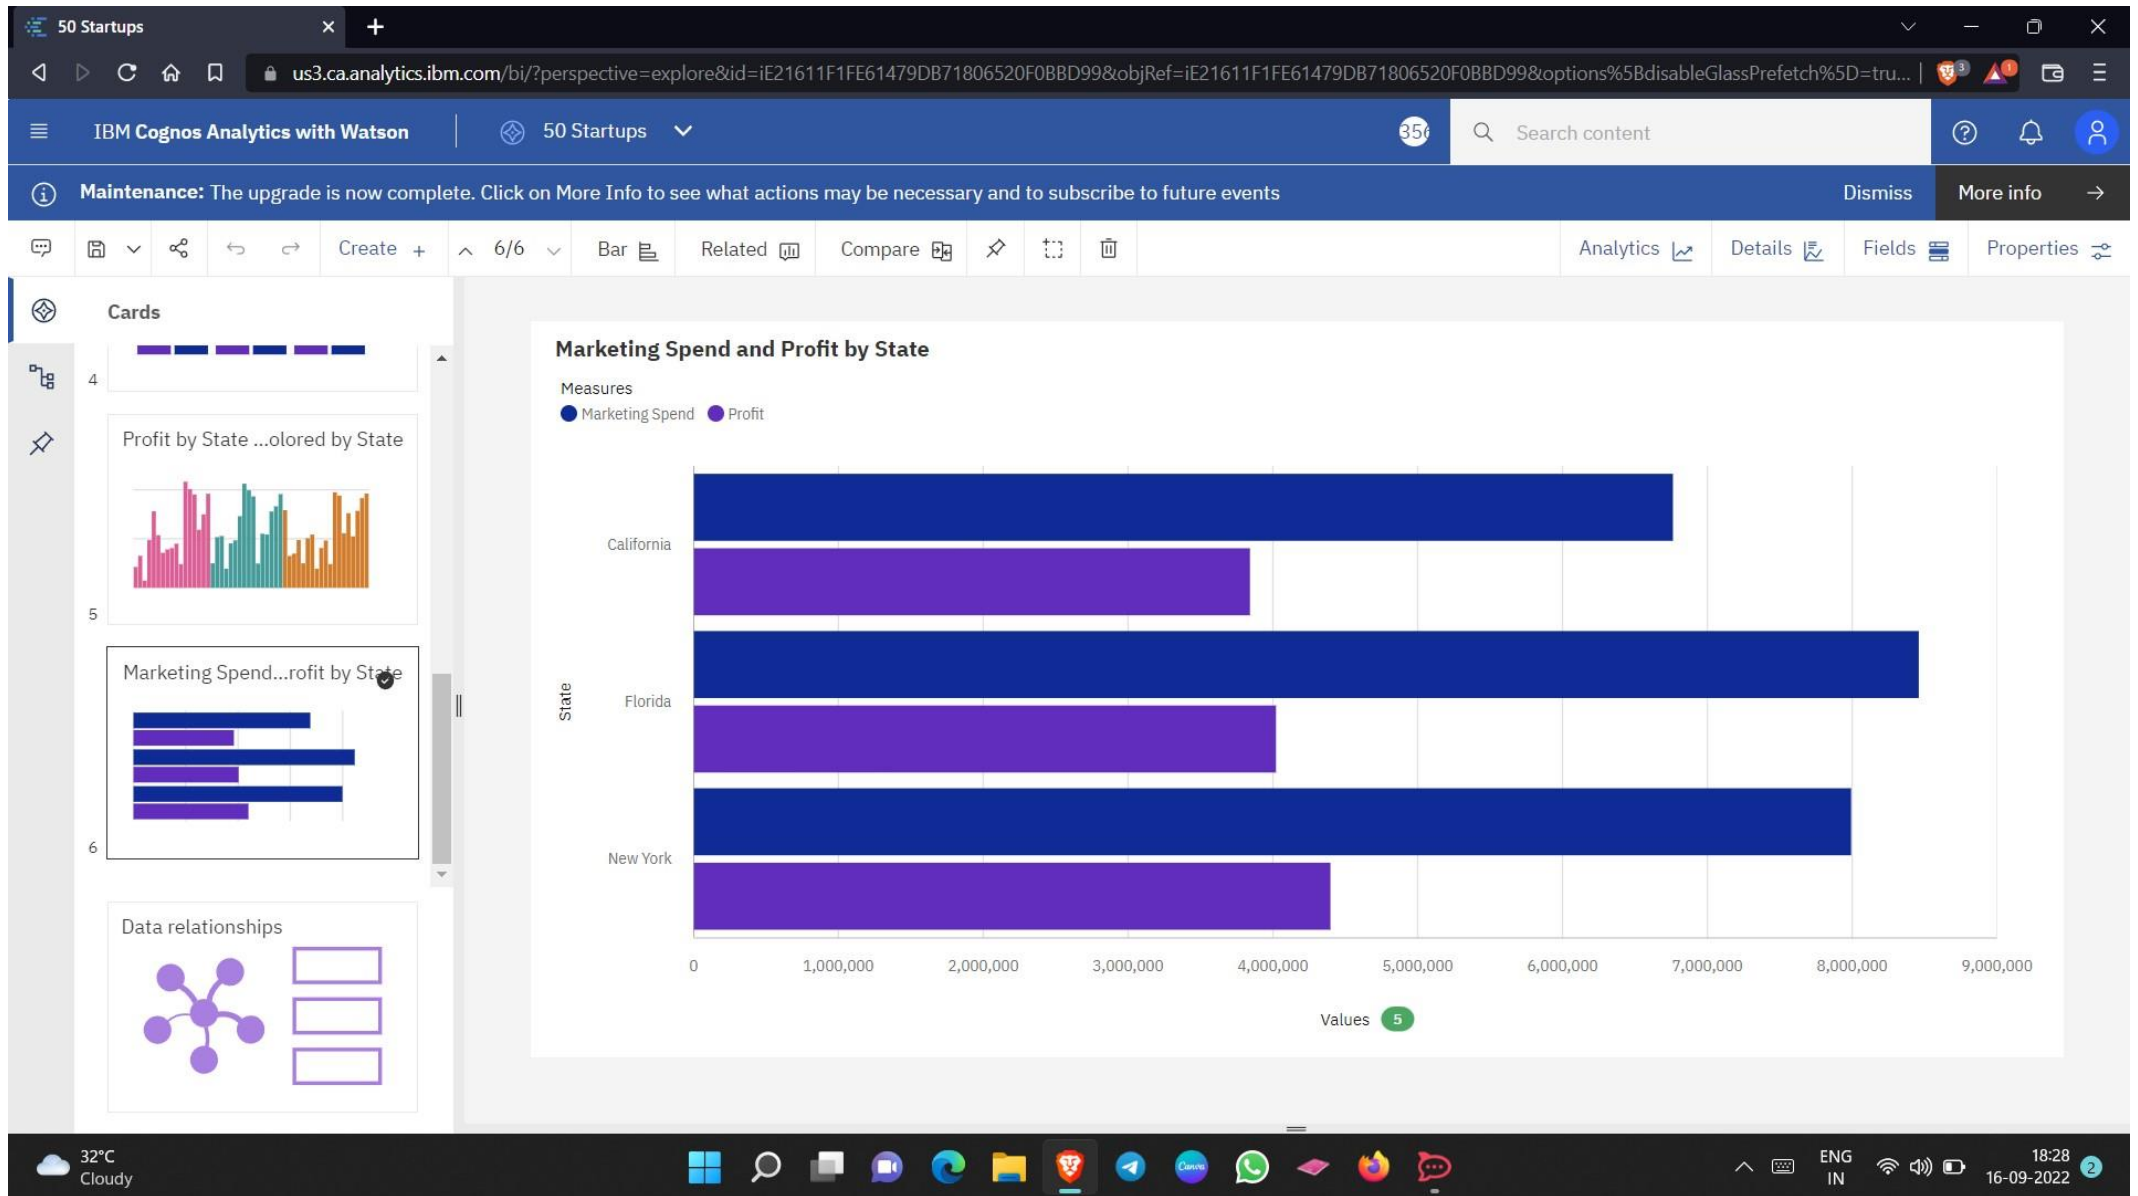 50 Startups
us3.ca.analytics.ibm.com/bi/?perspective=explore&id=iE21611F1FE61479DB71806520F0BBD99&objRef=iE21611F1FE61479DB71806520F0BBD99&options%5BdisableGlassPrefetch%5D=tru...
3
1
IBM Cognos Analytics with Watson
50 Startups
356
Search content
Maintenance: The upgrade is now complete. Click on More Info to see what actions may be necessary and to subscribe to future events
Dismiss
More info
Create +
6/6
Bar
Related
Compare
Analytics
Details
Fields
Properties
Cards
4
Profit by State ...olored by State
5
Marketing Spend...rofit by State
6
Data relationships
Marketing Spend and Profit by State
Measures
Marketing Spend Profit
State
California
Florida
New York
0 1,000,000 2,000,000 3,000,000 4,000,000 5,000,000 6,000,000 7,000,000 8,000,000 9,000,000
Values 5
32°C
Cloudy
Canva
ENG
IN
18:28
16-09-2022
2